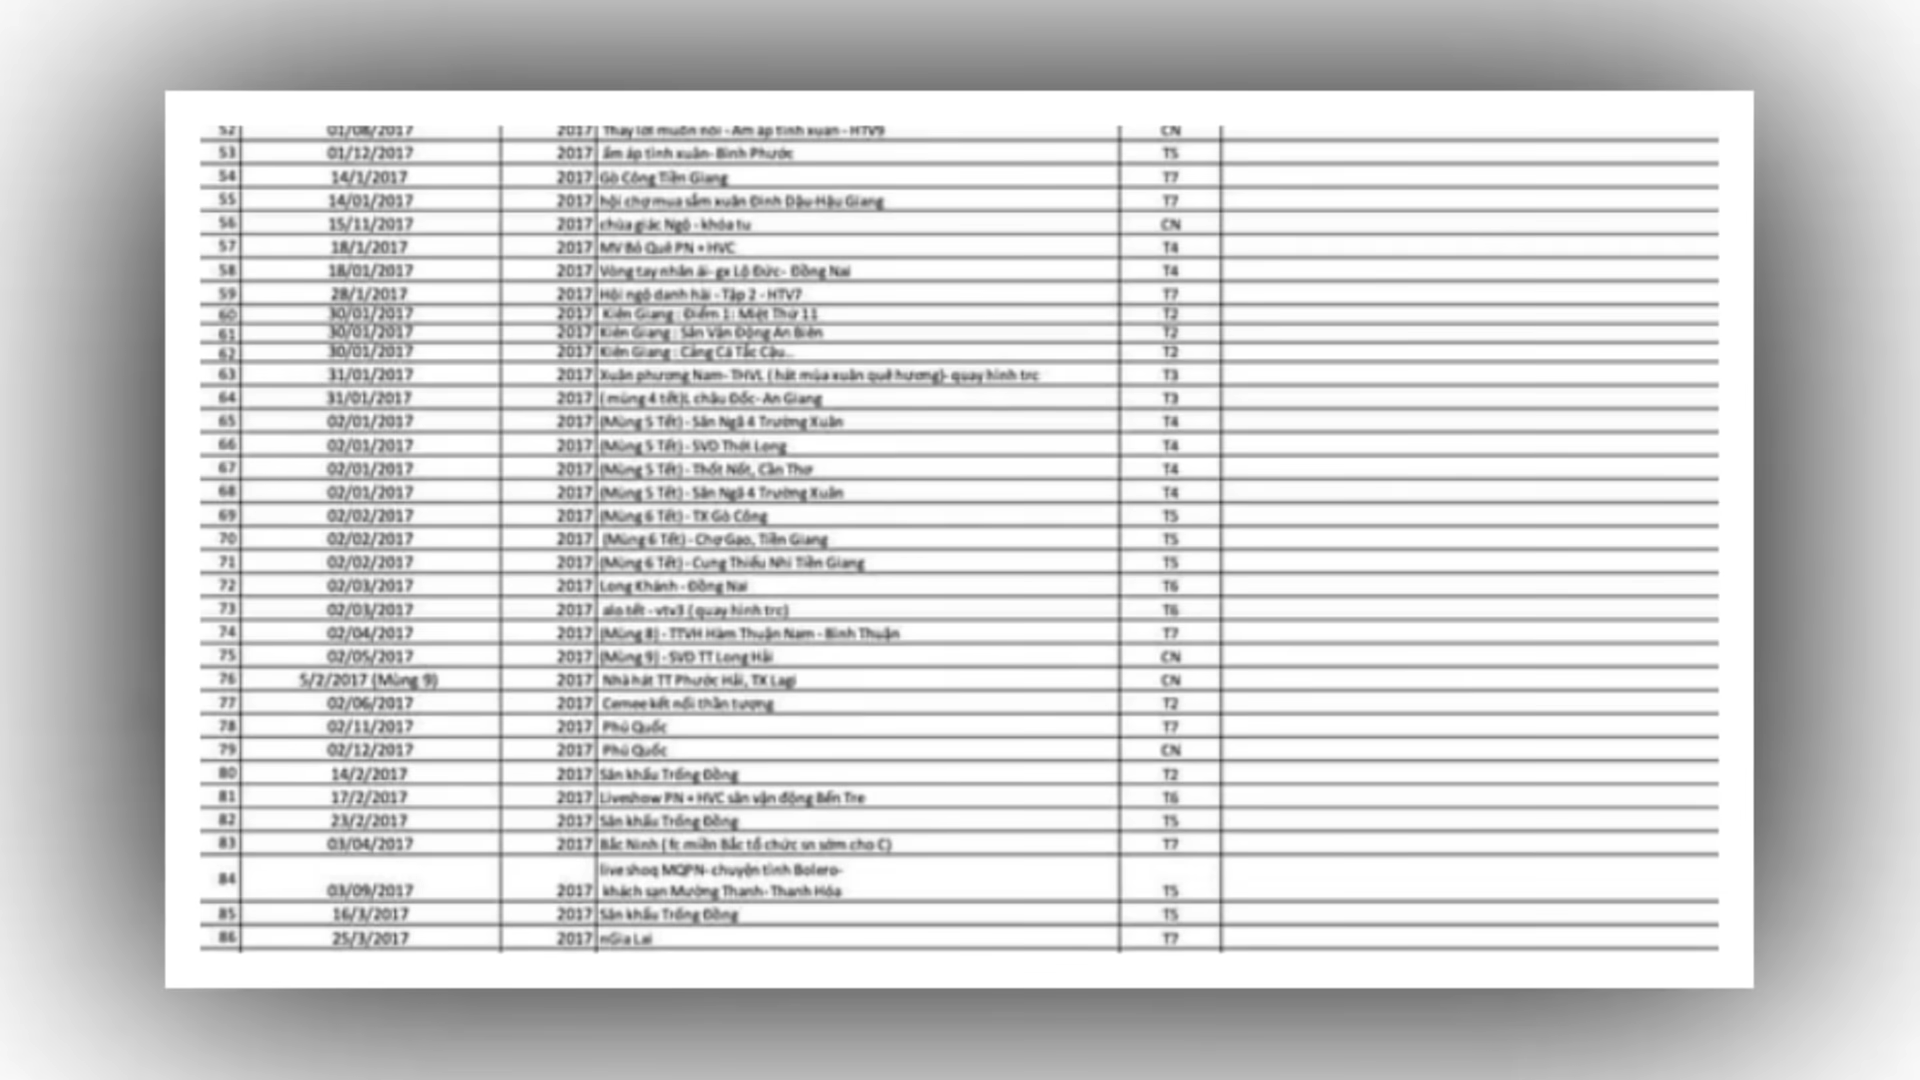 52 01/08/2017 2017 Thay lời muốn nói - Ấm áp tình xuân - HTV9 CN
53 01/12/2017 2017 ấm áp tình xuân- Bình Phước T5
54 14/1/2017 2017 Gò Công Tiền Giang T7
55 14/01/2017 2017 hội chợ mua sắm xuân Đinh Dậu-Hậu Giang T7
56 15/11/2017 2017 chùa giác Ngộ - khóa tu CN
57 18/1/2017 2017 MV Bỏ Quê PN + HVC T4
58 18/01/2017 2017 Vòng tay nhân ái- gx Lộ Đức- Đồng Nai T4
59 28/1/2017 2017 Hội ngộ danh hài - Tập 2 - HTV7 T7
60 30/01/2017 2017 Kiên Giang : Điểm 1: Miệt Thứ 11 T2
61 30/01/2017 2017 Kiên Giang : Sân Vận Động An Biên T2
62 30/01/2017 2017 Kiên Giang : Cảng Cá Tắc Cậu... T2
63 31/01/2017 2017 Xuân phương Nam- THVL ( hát mùa xuân quê hương)- quay hình trc T3
64 31/01/2017 2017 ( mùng 4 tết)L châu Đốc- An Giang T3
65 02/01/2017 2017 (Mùng 5 Tết) - Sân Ngã 4 Trường Xuân T4
66 02/01/2017 2017 (Mùng 5 Tết) - SVD Thới Long T4
67 02/01/2017 2017 (Mùng 5 Tết) - Thốt Nốt, Cần Thơ T4
68 02/01/2017 2017 (Mùng 5 Tết) - Sân Ngã 4 Trường Xuân T4
69 02/02/2017 2017 (Mùng 6 Tết) - TX Gò Công T5
70 02/02/2017 2017 (Mùng 6 Tết) - Chợ Gạo, Tiền Giang T5
71 02/02/2017 2017 (Mùng 6 Tết) - Cung Thiếu Nhi Tiền Giang T5
72 02/03/2017 2017 Long Khánh - Đồng Nai T6
73 02/03/2017 2017 alo tết - vtv3 ( quay hình trc) T6
74 02/04/2017 2017 (Mùng 8) - TTVH Hàm Thuận Nam - Bình Thuận T7
75 02/05/2017 2017 (Mùng 9) - SVD TT Long Hải CN
76 5/2/2017 (Mùng 9) 2017 Nhà hát TT Phước Hải, TX Lagi CN
77 02/06/2017 2017 Cemee kết nối thần tượng T2
78 02/11/2017 2017 Phú Quốc T7
79 02/12/2017 2017 Phú Quốc CN
80 14/2/2017 2017 Sân khấu Trống Đồng T2
81 17/2/2017 2017 Liveshow PN + HVC sân vận động Bến Tre T6
82 23/2/2017 2017 Sân khấu Trống Đồng T5
83 03/04/2017 2017 Bắc Ninh ( fc miền Bắc tổ chức sn sớm cho C) T7
live shoq MQPN- chuyện tình Bolero-
84 03/09/2017 2017 khách sạn Mường Thanh- Thanh Hóa T5
85 16/3/2017 2017 Sân khấu Trống Đồng T5
86 25/3/2017 2017 nGia Lai T7